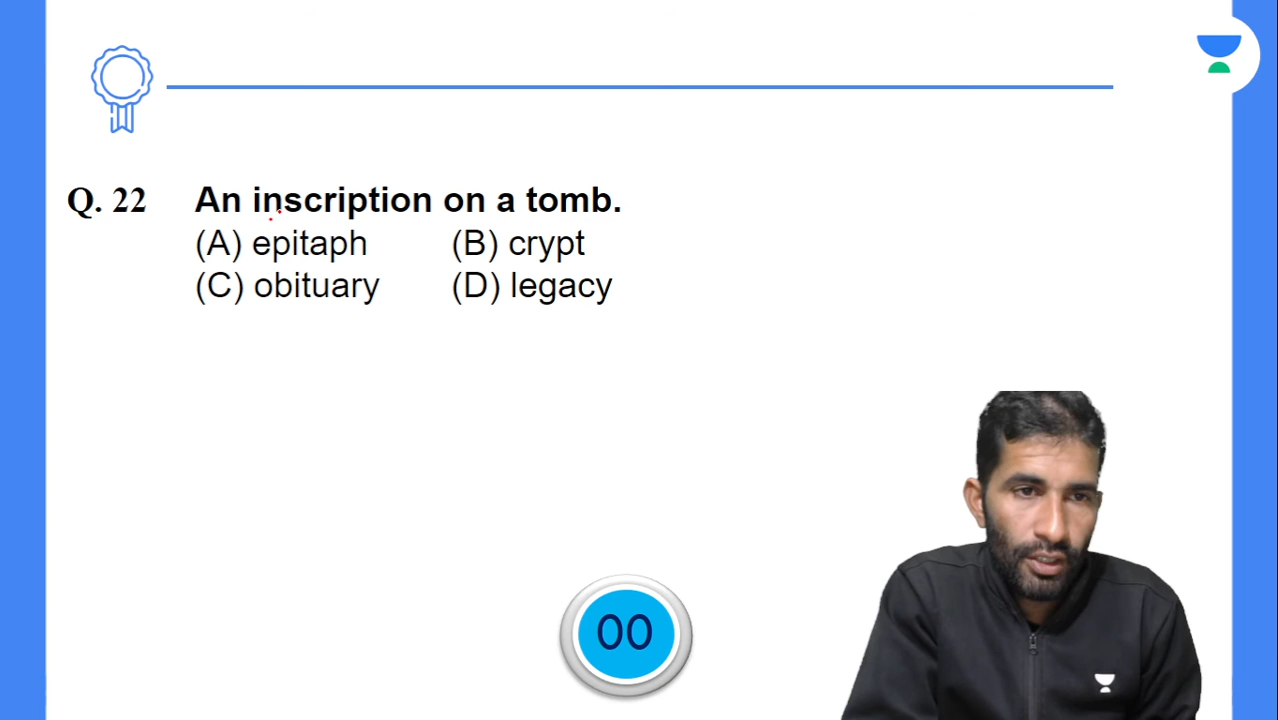 Q. 22 An inscription on a tomb.
(A) epitaph (B) crypt
(C) obituary (D) legacy
00